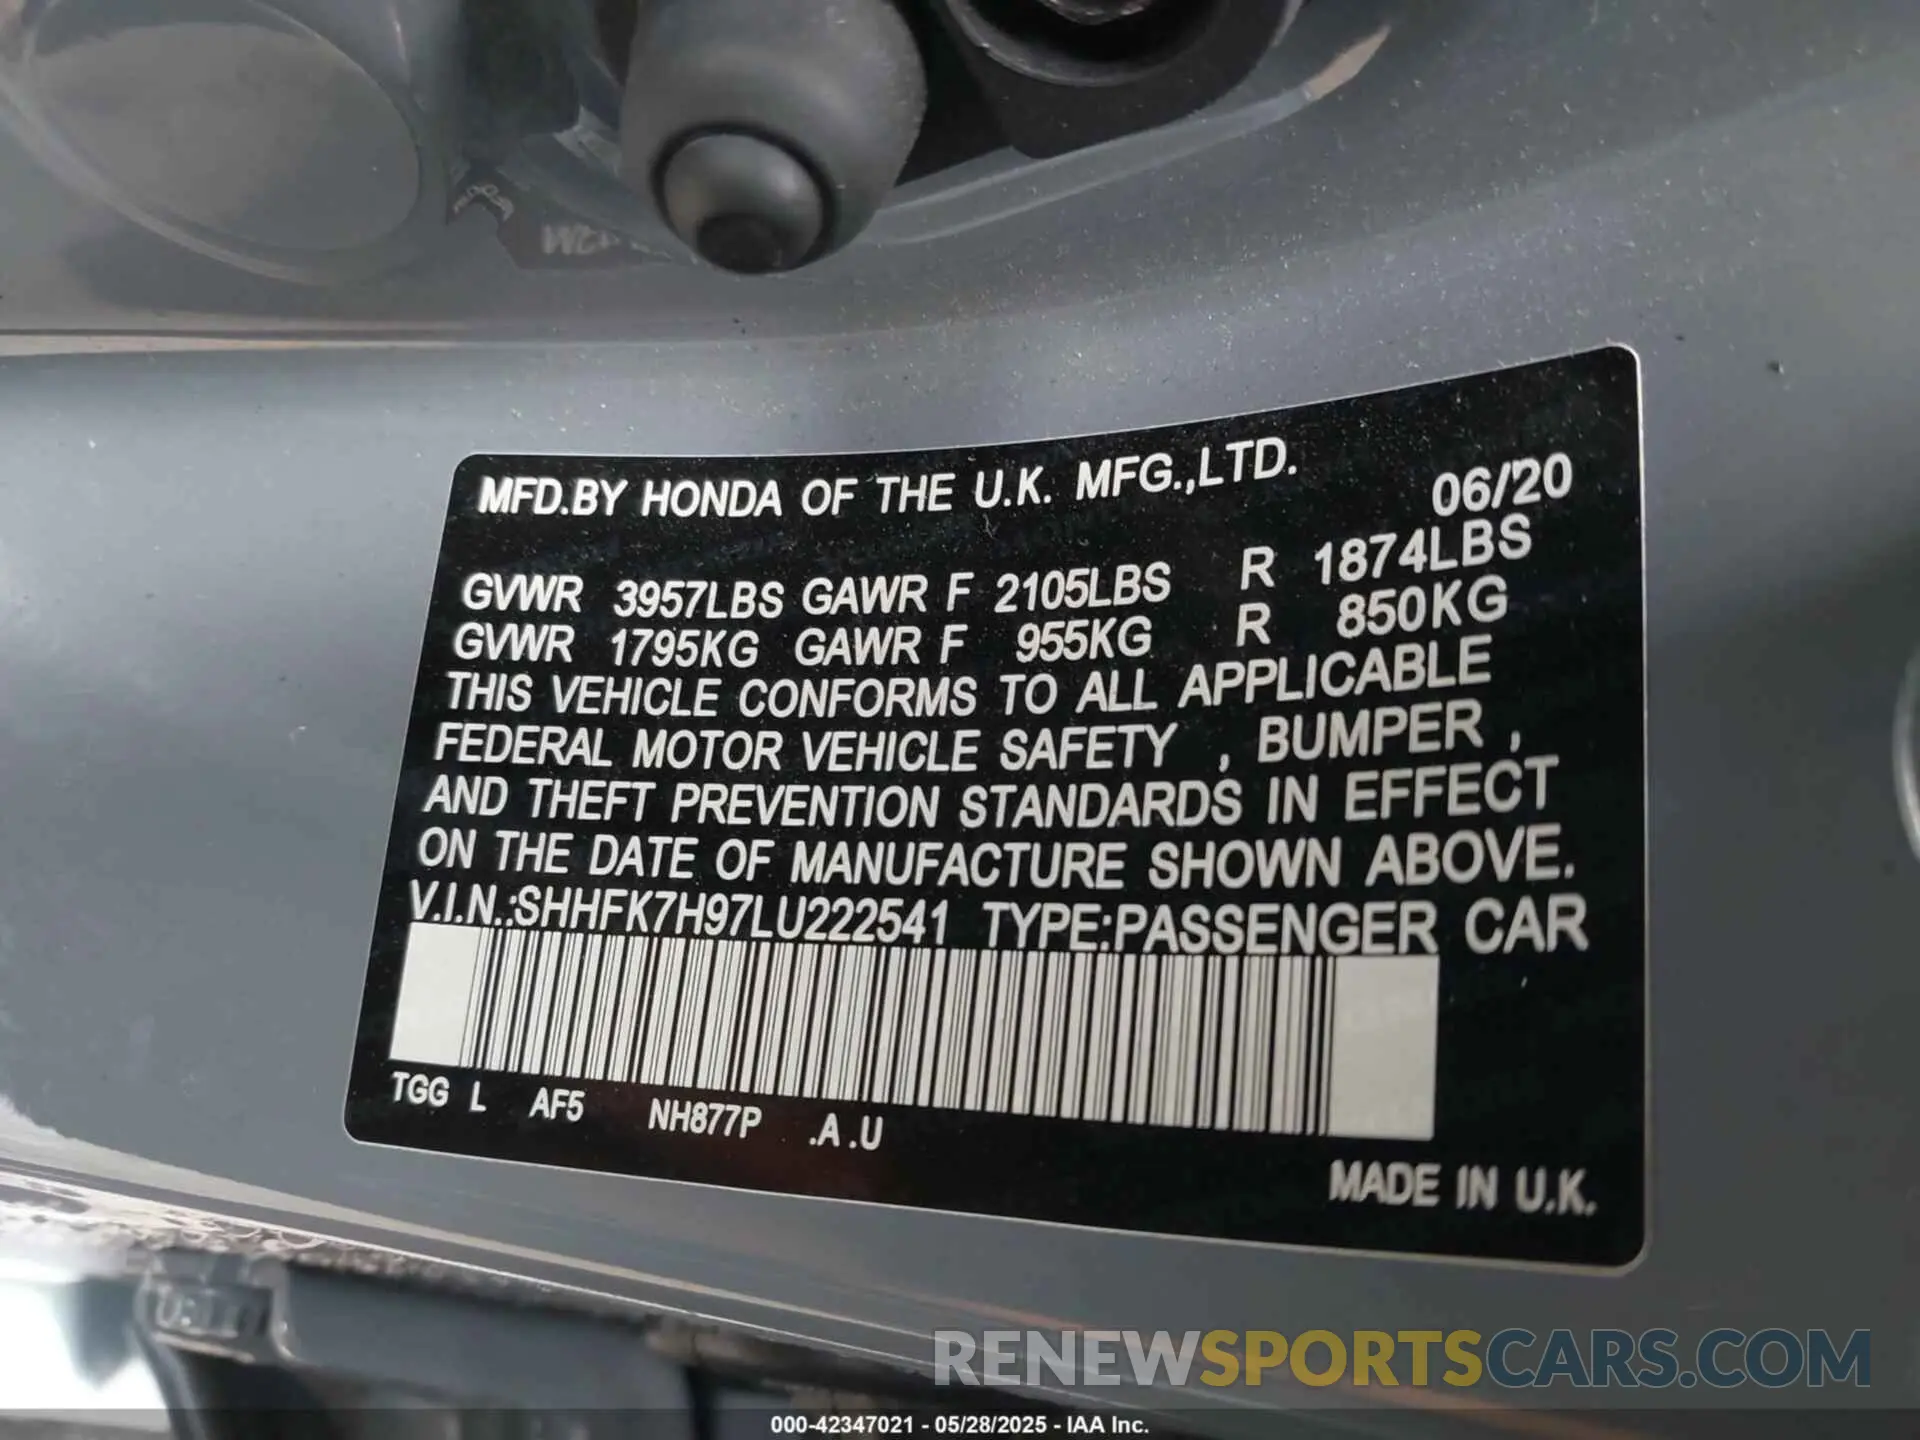 MFD.BY HONDA OF THE U.K. MFG.,LTD. 06/20
GVWR 3957LBS GAWR F 2105LBS R 1874LBS
GVWR 1795KG GAWR F 955KG R 850KG
THIS VEHICLE CONFORMS TO ALL APPLICABLE
FEDERAL MOTOR VEHICLE SAFETY , BUMPER ,
AND THEFT PREVENTION STANDARDS IN EFFECT
ON THE DATE OF MANUFACTURE SHOWN ABOVE.
V.I.N.:SHHFK7H97LU222541 TYPE:PASSENGER CAR
TGG L AF5 NH877P .A .U
MADE IN U.K.
RENEWSPORTSCARS.COM
000-42347021 - 05/28/2025 - IAA Inc.